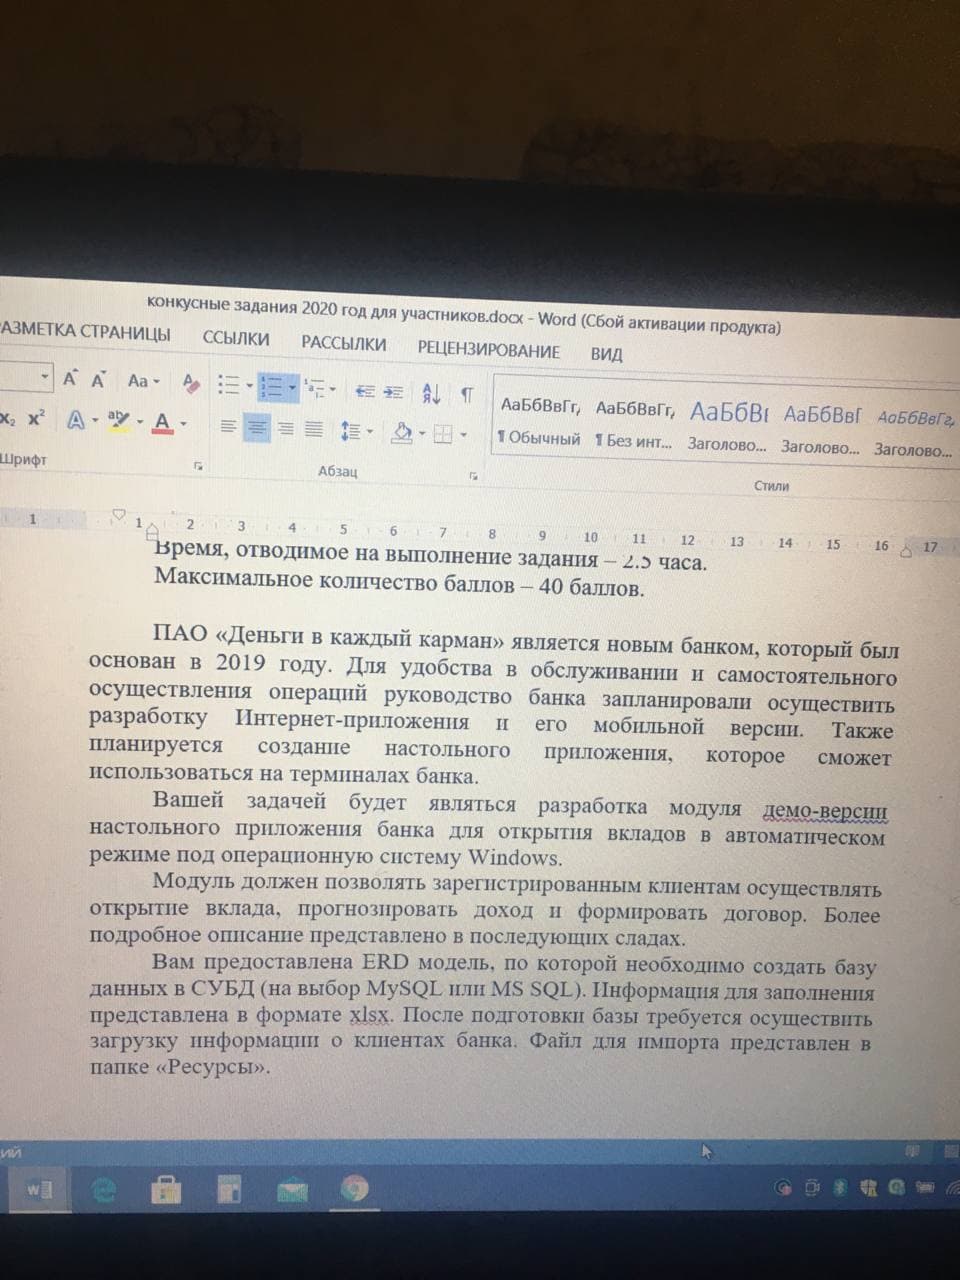 конкусные задания 2020 год для участников.docx - Word (Сбой активации продукта)
АЗМЕТКА СТРАНИЦЫ ССЫЛКИ РАССЫЛКИ РЕЦЕНЗИРОВАНИЕ ВИД
АаБбВвГг, АаБбВвГг, АаБбВг АаБбВвГ АаБбВвГг,
¶ Обычный ¶ Без инт... Заголово... Заголово... Заголово...
Шрифт Абзац Стили
1 1 2 3 4 5 6 7 8 9 10 11 12 13 14 15 16 17
Время, отводимое на выполнение задания – 2.5 часа.
Максимальное количество баллов – 40 баллов.
ПАО «Деньги в каждый карман» является новым банком, который был
основан в 2019 году. Для удобства в обслуживании и самостоятельного
осуществления операций руководство банка запланировали осуществить
разработку Интернет-приложения и его мобильной версии. Также
планируется создание настольного приложения, которое сможет
использоваться на терминалах банка.
Вашей задачей будет являться разработка модуля демо-версии
настольного приложения банка для открытия вкладов в автоматическом
режиме под операционную систему Windows.
Модуль должен позволять зарегистрированным клиентам осуществлять
открытие вклада, прогнозировать доход и формировать договор. Более
подробное описание представлено в последующих сладах.
Вам предоставлена ERD модель, по которой необходимо создать базу
данных в СУБД (на выбор MySQL или MS SQL). Информация для заполнения
представлена в формате xlsx. После подготовки базы требуется осуществить
загрузку информации о клиентах банка. Файл для импорта представлен в
папке «Ресурсы».